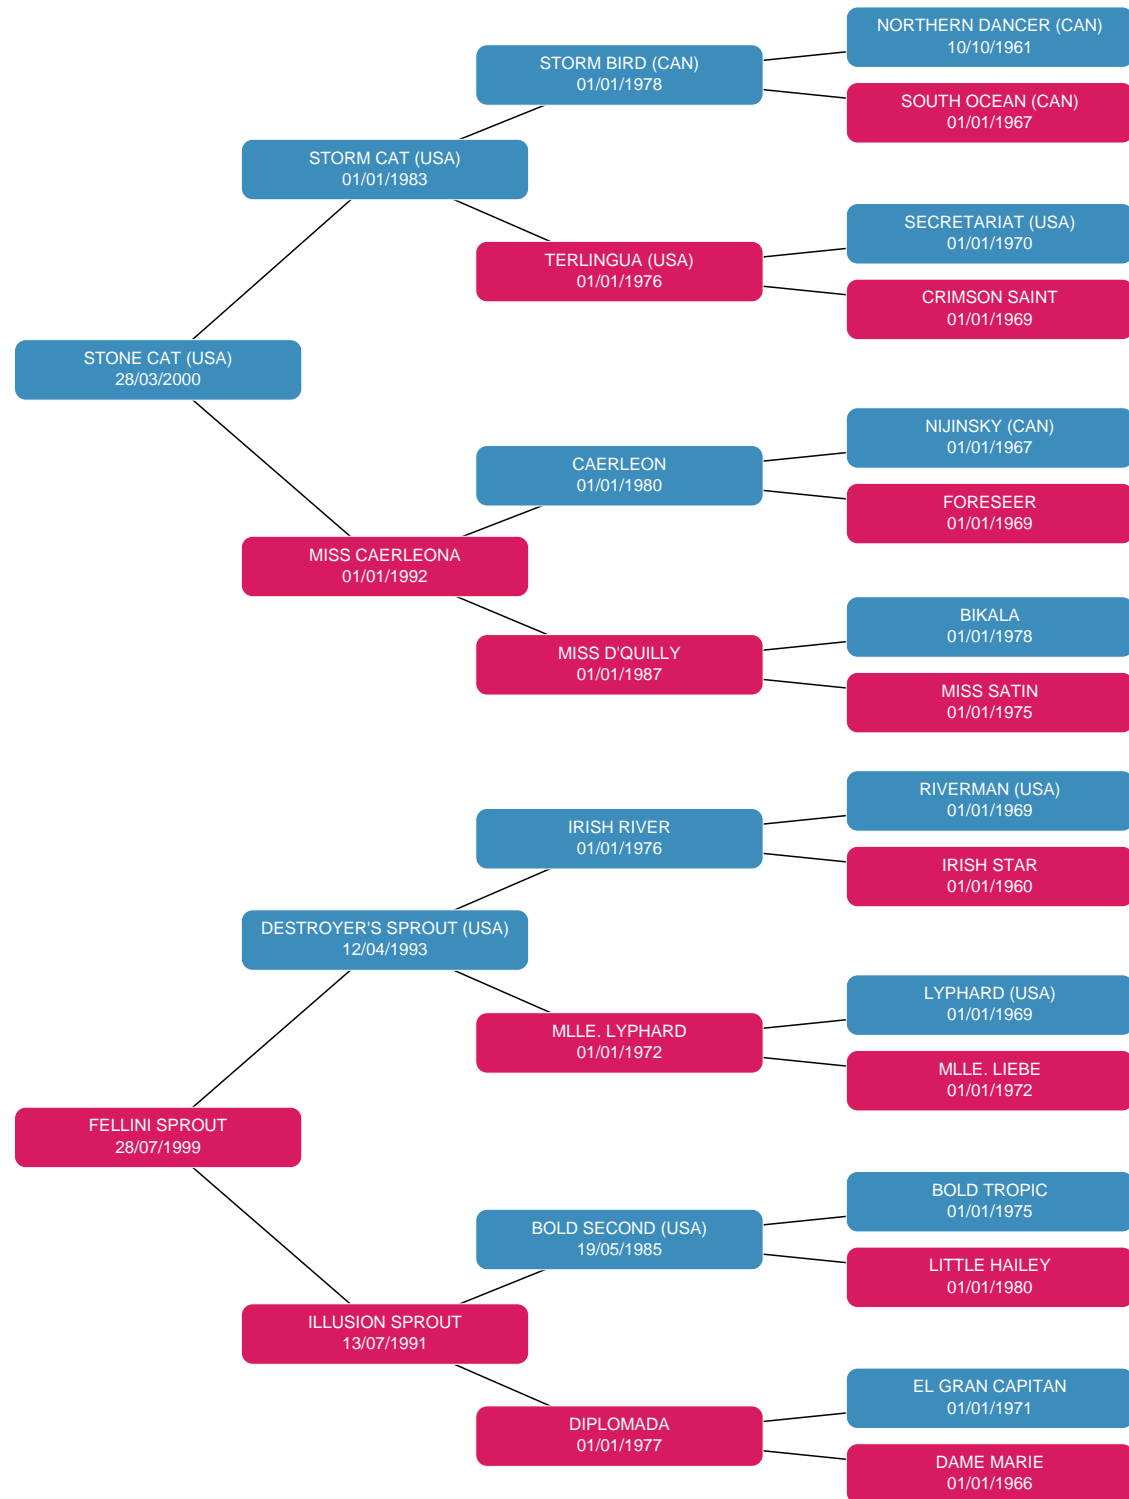 NORTHERN DANCER (CAN)
10/10/1961
STORM BIRD (CAN)
01/01/1978
SOUTH OCEAN (CAN)
01/01/1967
STORM CAT (USA)
01/01/1983
SECRETARIAT (USA)
01/01/1970
TERLINGUA (USA)
01/01/1976
CRIMSON SAINT
01/01/1969
STONE CAT (USA)
28/03/2000
NIJINSKY (CAN)
01/01/1967
CAERLEON
01/01/1980
FORESEER
01/01/1969
MISS CAERLEONA
01/01/1992
BIKALA
01/01/1978
MISS D'QUILLY
01/01/1987
MISS SATIN
01/01/1975
RIVERMAN (USA)
01/01/1969
IRISH RIVER
01/01/1976
IRISH STAR
01/01/1960
DESTROYER'S SPROUT (USA)
12/04/1993
LYPHARD (USA)
01/01/1969
MLLE. LYPHARD
01/01/1972
MLLE. LIEBE
01/01/1972
FELLINI SPROUT
28/07/1999
BOLD TROPIC
01/01/1975
BOLD SECOND (USA)
19/05/1985
LITTLE HAILEY
01/01/1980
ILLUSION SPROUT
13/07/1991
EL GRAN CAPITAN
01/01/1971
DIPLOMADA
01/01/1977
DAME MARIE
01/01/1966